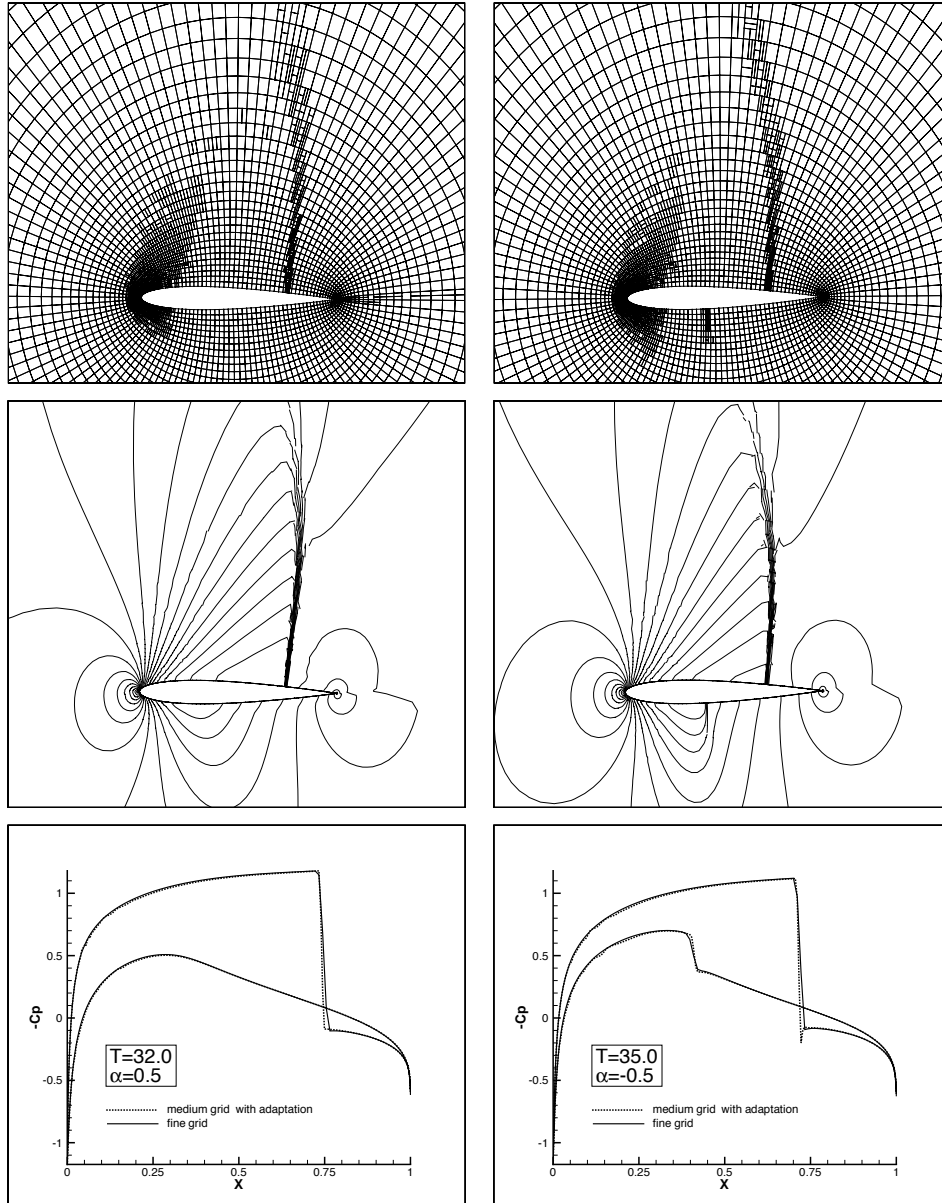 1
0.5
0
-0.5
-1
-Cp
T=32.0
α=0.5
medium grid with adaptation
fine grid
0 0.25 0.5 0.75 1
X
1
0.5
0
-0.5
-1
-Cp
T=35.0
α=-0.5
medium grid with adaptation
fine grid
0 0.25 0.5 0.75 1
X